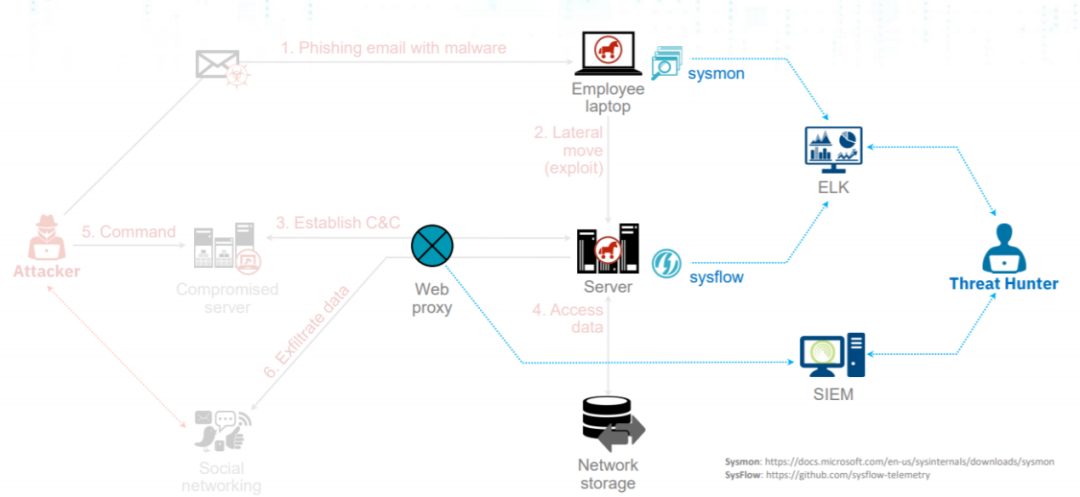 1. Phishing email with malware
sysmon
Employee
laptop
2. Lateral
move
(exploit)
ELK
5. Command
3. Establish C&C
Attacker
Compromised
server
Web
proxy
Server
sysflow
Threat Hunter
4. Access
data
6. Exfiltrate data
SIEM
Social
networking
Network
storage
Sysmon: https://docs.microsoft.com/en-us/sysinternals/downloads/sysmon
SysFlow: https://github.com/sysflow-telemetry